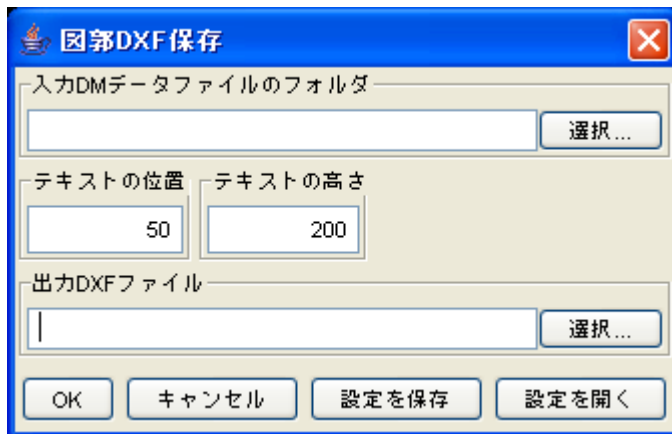 図郭DXF保存
入力DMデータファイルのフォルダ
選択...
テキストの位置 テキストの高さ
50 200
出力DXFファイル
選択...
OK キャンセル 設定を保存 設定を開く